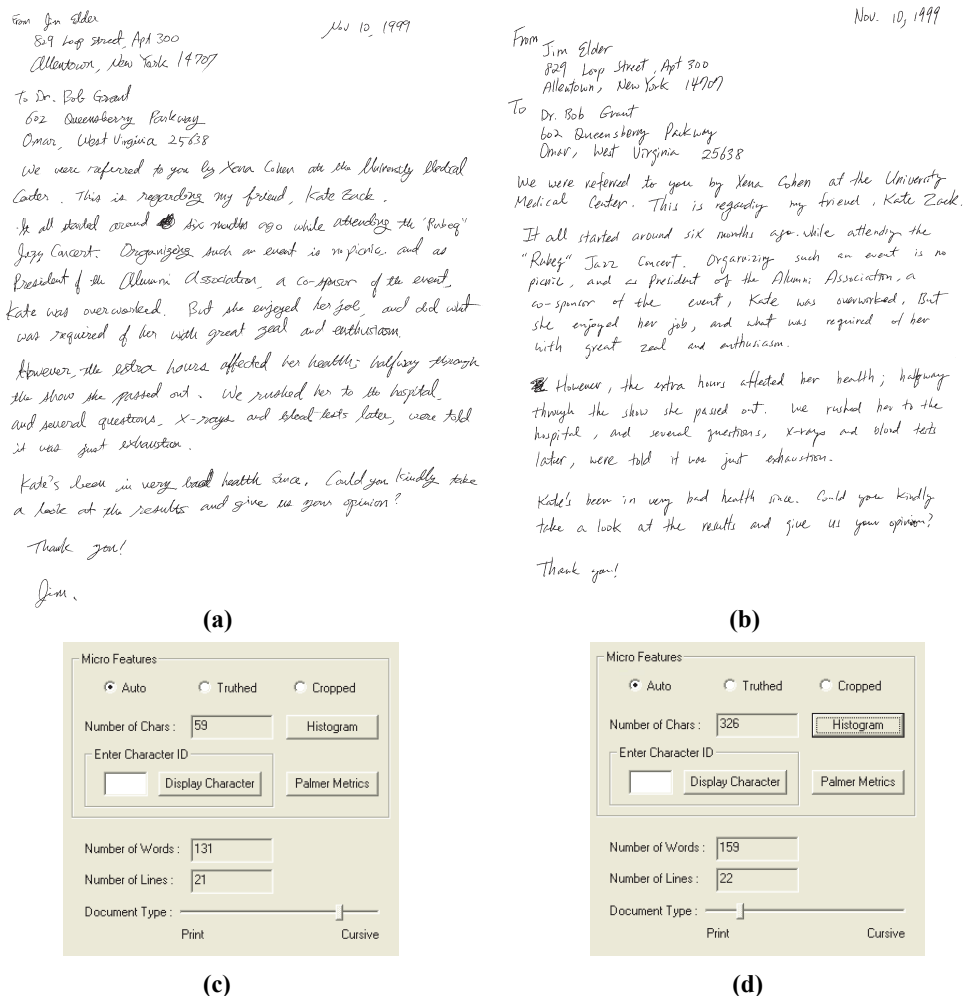 From Jim Elder
829 Loop Street, Apt 300
Allentown, New York 14707
Nov 10, 1999
To Dr. Bob Grant
602 Queensberry Parkway
Omar, West Virginia 25638
We were referred to you by Xena Cohen at the University Medical
Center. This is regarding my friend, Kate Zack.
It all started around six months ago while attending the "Rubeq"
Jazz Concert. Organizing such an event is no picnic, and as
President of the Alumni Association, a co-sponsor of the event,
Kate was overworked. But she enjoyed her job, and did what
was required of her with great zeal and enthusiasm.
However, the extra hours affected her health; halfway through
the show she passed out. We rushed her to the hospital,
and several questions, x-rays and blood tests later, were told
it was just exhaustion.
Kate's been in very bad health since. Could you kindly take
a look at the results and give us your opinion?
Thank you!
Jim.
(a)
Nov. 10, 1999
From
Jim Elder
829 Loop Street, Apt 300
Allentown, New York 14707
To
Dr. Bob Grant
602 Queensberry Parkway
Omar, West Virginia 25638
We were referred to you by Xena Cohen at the University
Medical Center. This is regarding my friend, Kate Zack.
It all started around six months ago while attending the
"Rubeq" Jazz Concert. Organizing such an event is no
picnic, and as President of the Alumni Association, a
co-sponsor of the event, Kate was overworked. But
she enjoyed her job, and what was required of her
with great zeal and enthusiasm.
However, the extra hours affected her health; halfway
through the show she passed out. We rushed her to the
hospital, and several questions, x-rays and blood tests
later, were told it was just exhaustion.
Kate's been in very bad health since. Could you kindly
take a look at the results and give us your opinion?
Thank you!
(b)
Micro Features
Auto Truthed Cropped
Number of Chars : 59 Histogram
Enter Character ID
Display Character Palmer Metrics
Number of Words : 131
Number of Lines : 21
Document Type :
Print Cursive
(c)
Micro Features
Auto Truthed Cropped
Number of Chars : 326 Histogram
Enter Character ID
Display Character Palmer Metrics
Number of Words : 159
Number of Lines : 22
Document Type :
Print Cursive
(d)